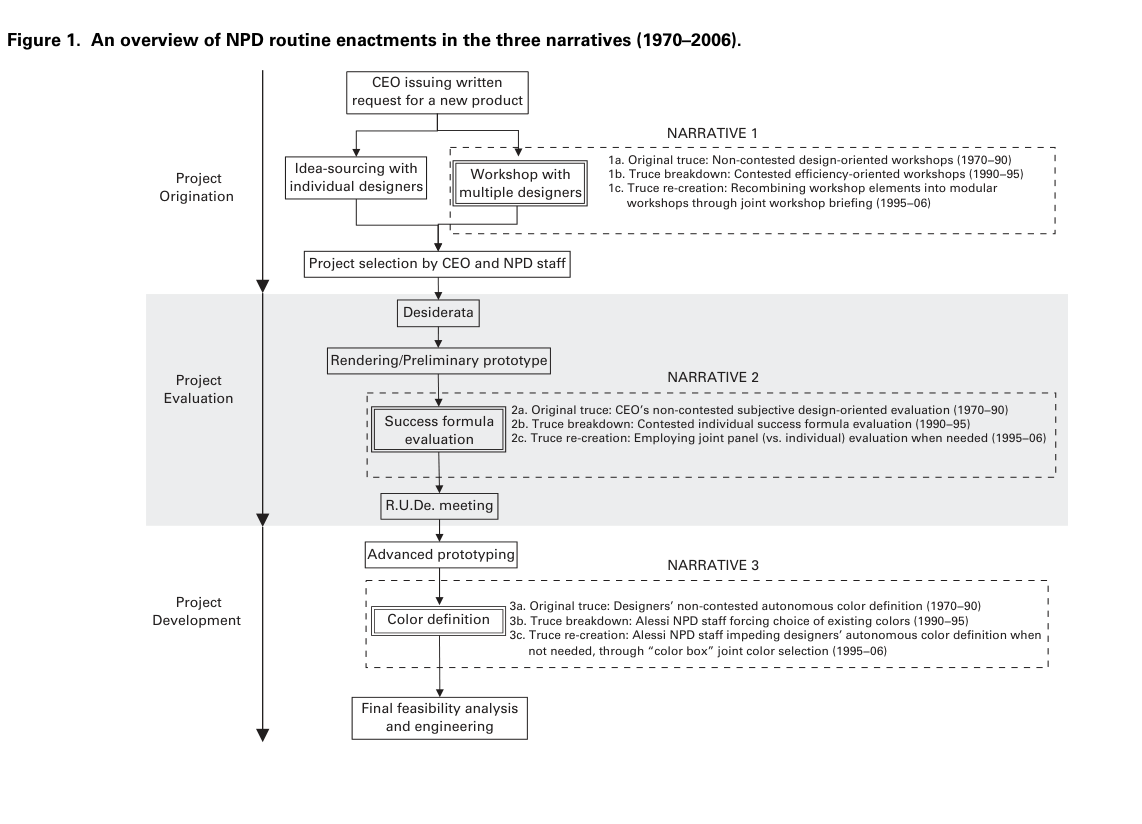 Figure 1. An overview of NPD routine enactments in the three narratives (1970–2006).
CEO issuing written
request for a new product
NARRATIVE 1
Project
Origination
Idea-sourcing with
individual designers
Workshop with
multiple designers
1a. Original truce: Non-contested design-oriented workshops (1970–90)
1b. Truce breakdown: Contested efficiency-oriented workshops (1990–95)
1c. Truce re-creation: Recombining workshop elements into modular
workshops through joint workshop briefing (1995–06)
Project selection by CEO and NPD staff
Desiderata
Rendering/Preliminary prototype
Project
Evaluation
NARRATIVE 2
Success formula
evaluation
2a. Original truce: CEO’s non-contested subjective design-oriented evaluation (1970–90)
2b. Truce breakdown: Contested individual success formula evaluation (1990–95)
2c. Truce re-creation: Employing joint panel (vs. individual) evaluation when needed (1995–06)
R.U.De. meeting
Advanced prototyping
NARRATIVE 3
Project
Development
Color definition
3a. Original truce: Designers’ non-contested autonomous color definition (1970–90)
3b. Truce breakdown: Alessi NPD staff forcing choice of existing colors (1990–95)
3c. Truce re-creation: Alessi NPD staff impeding designers’ autonomous color definition when
not needed, through “color box” joint color selection (1995–06)
Final feasibility analysis
and engineering